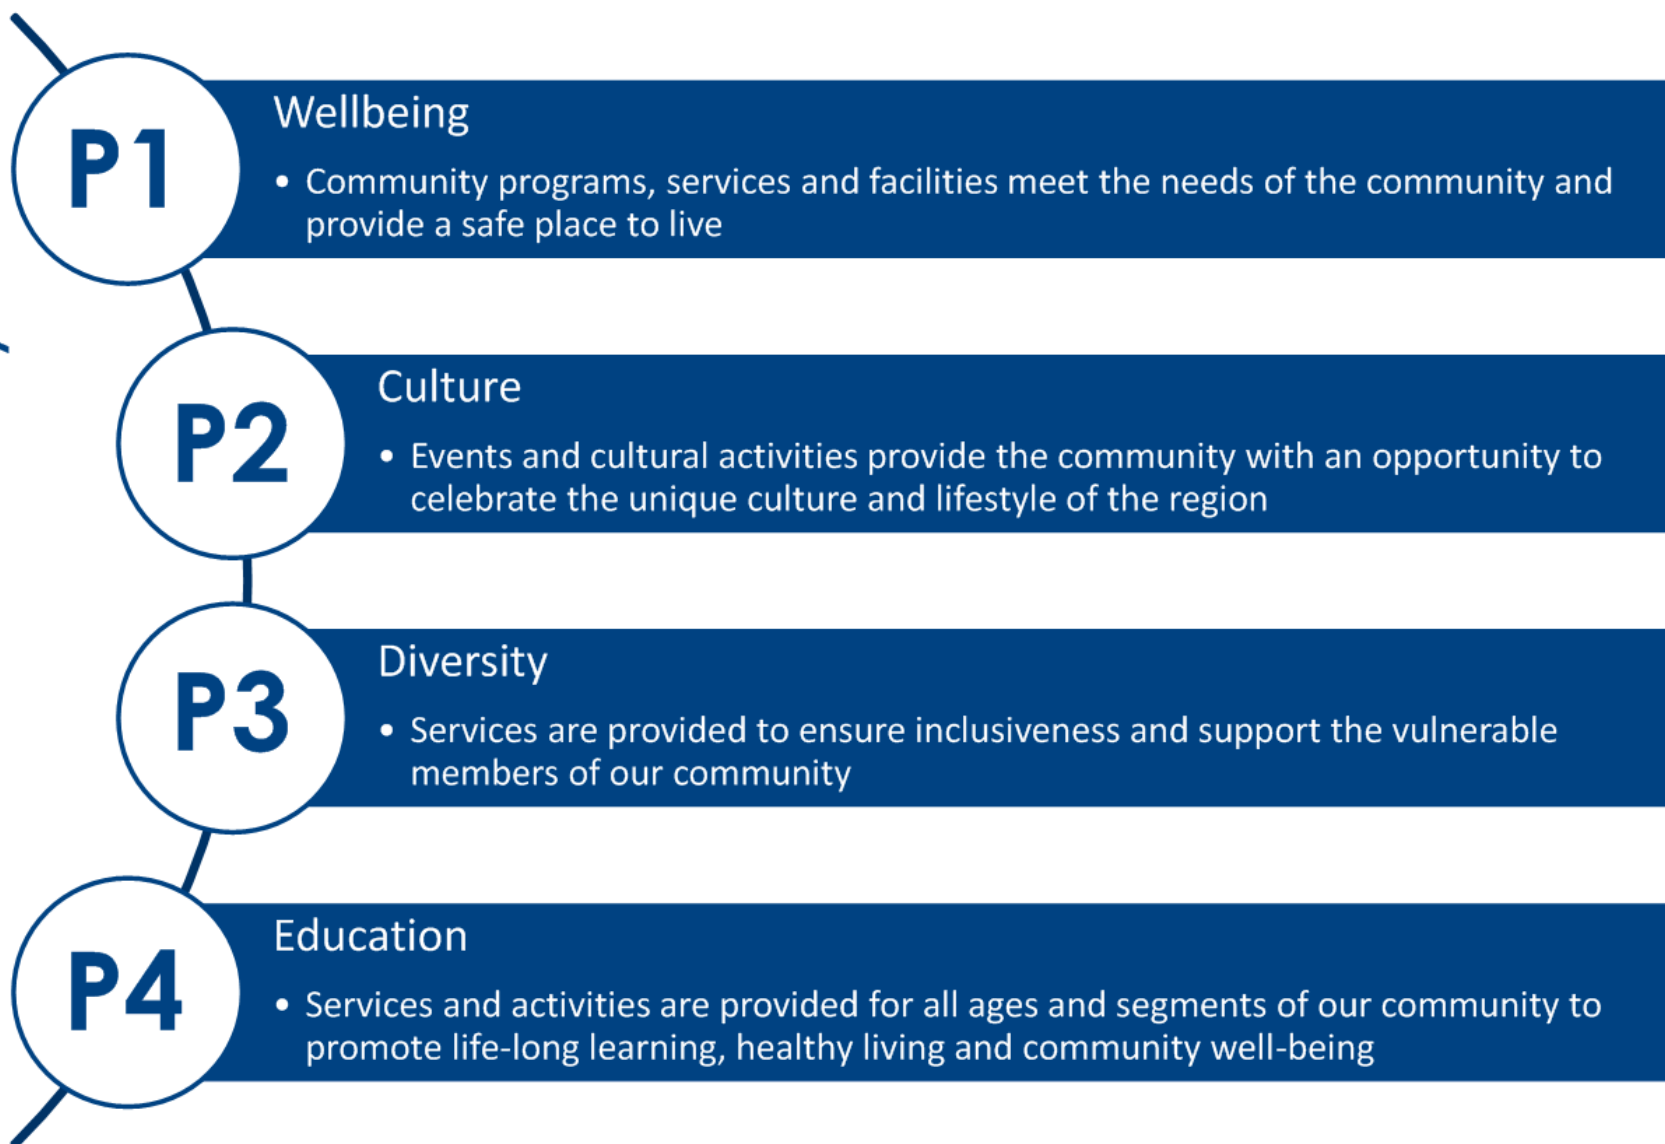 P1
Wellbeing
• Community programs, services and facilities meet the needs of the community and
provide a safe place to live
P2
Culture
• Events and cultural activities provide the community with an opportunity to
celebrate the unique culture and lifestyle of the region
P3
Diversity
• Services are provided to ensure inclusiveness and support the vulnerable
members of our community
P4
Education
• Services and activities are provided for all ages and segments of our community to
promote life-long learning, healthy living and community well-being